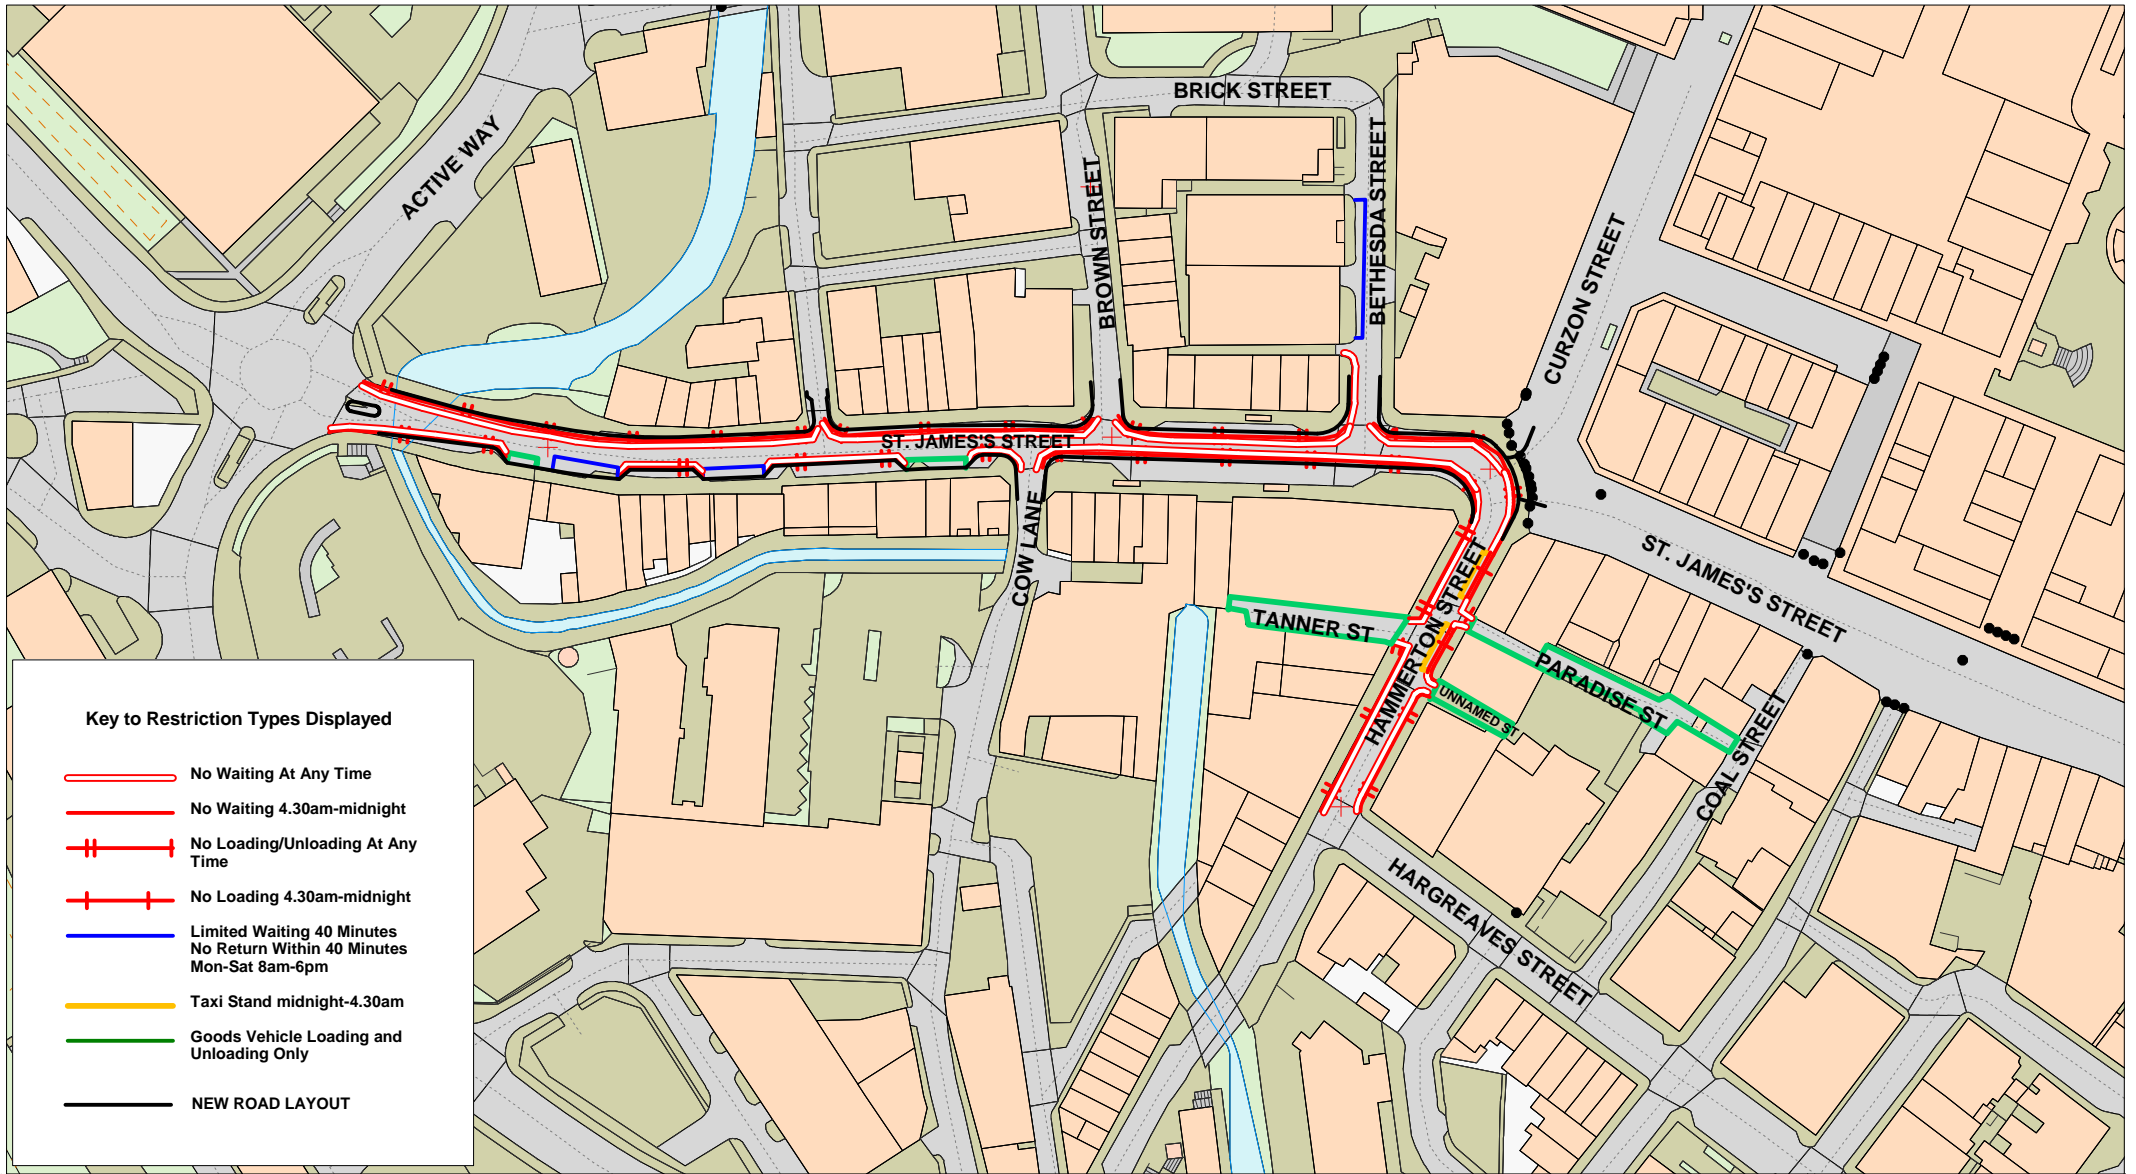 BRICK STREET
ACTIVE WAY
BROWN STREET
BETHESDA STREET
CURZON STREET
ST. JAMES'S STREET
COW LANE
HAMMERTON STREET
TANNER ST
ST. JAMES'S STREET
PARADISE ST
UNNAMED ST
COAL STREET
HARGREAVES STREET
Key to Restriction Types Displayed
No Waiting At Any Time
No Waiting 4.30am-midnight
No Loading/Unloading At Any
Time
No Loading 4.30am-midnight
Limited Waiting 40 Minutes
No Return Within 40 Minutes
Mon-Sat 8am-6pm
Taxi Stand midnight-4.30am
Goods Vehicle Loading and
Unloading Only
NEW ROAD LAYOUT